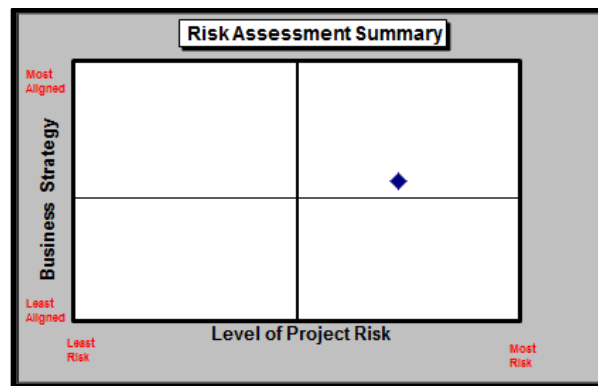 Risk Assessment Summary
Most
Aligned
Business Strategy
Least
Aligned
Level of Project Risk
Least
Risk
Most
Risk